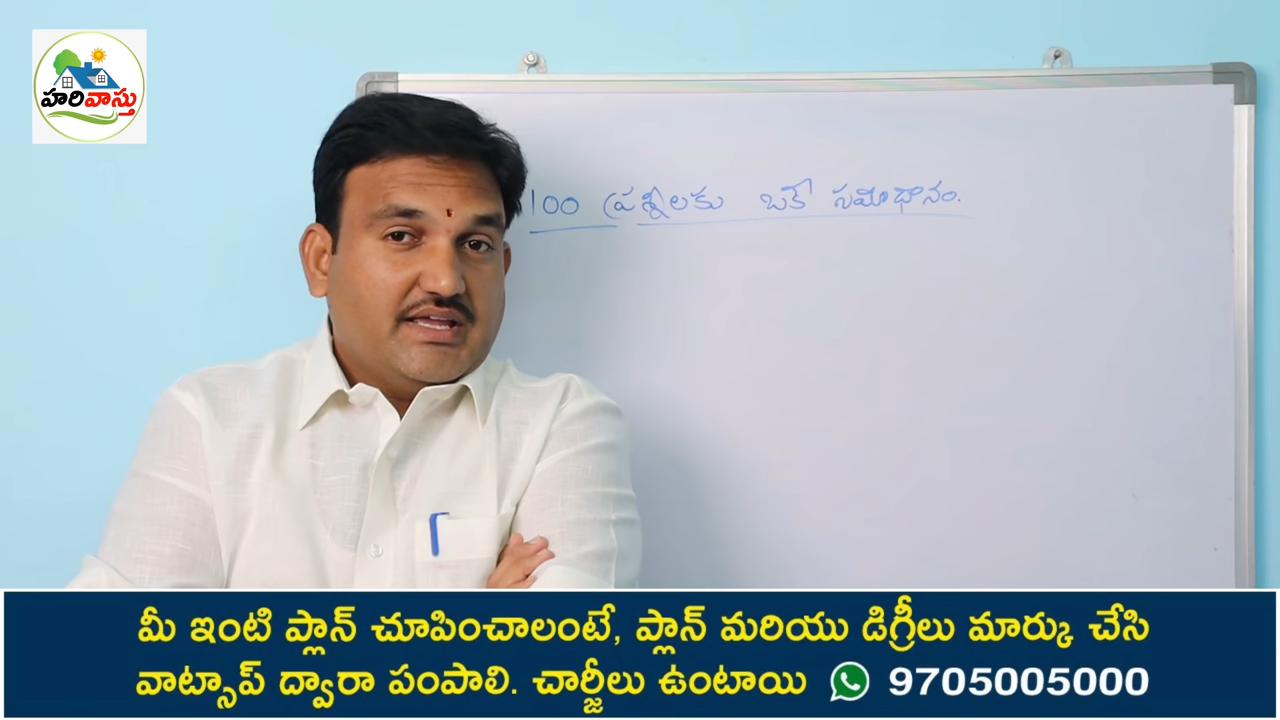 హరివాస్తు
100 ప్రశ్నలకు ఒకే సమాధానం.
మీ ఇంటి ప్లాన్ చూపించాలంటే, ప్లాన్ మరియు డిగ్రీలు మార్కు చేసి
వాట్సాప్ ద్వారా పంపాలి. చార్జీలు ఉంటాయి 9705005000